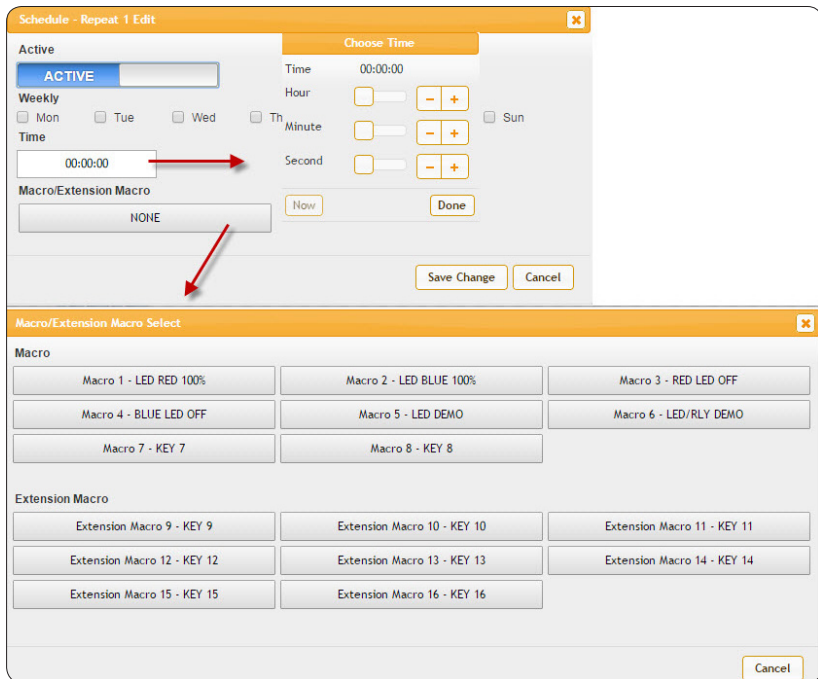 Schedule - Repeat 1 Edit
Active
ACTIVE
Weekly
Mon Tue Wed Th Sun
Time
00:00:00
Macro/Extension Macro
NONE
Choose Time
Time 00:00:00
Hour - +
Minute - +
Second - +
Now Done
Save Change Cancel
Macro/Extension Macro Select
Macro
Macro 1 - LED RED 100% Macro 2 - LED BLUE 100% Macro 3 - RED LED OFF
Macro 4 - BLUE LED OFF Macro 5 - LED DEMO Macro 6 - LED/RLY DEMO
Macro 7 - KEY 7 Macro 8 - KEY 8
Extension Macro
Extension Macro 9 - KEY 9 Extension Macro 10 - KEY 10 Extension Macro 11 - KEY 11
Extension Macro 12 - KEY 12 Extension Macro 13 - KEY 13 Extension Macro 14 - KEY 14
Extension Macro 15 - KEY 15 Extension Macro 16 - KEY 16
Cancel